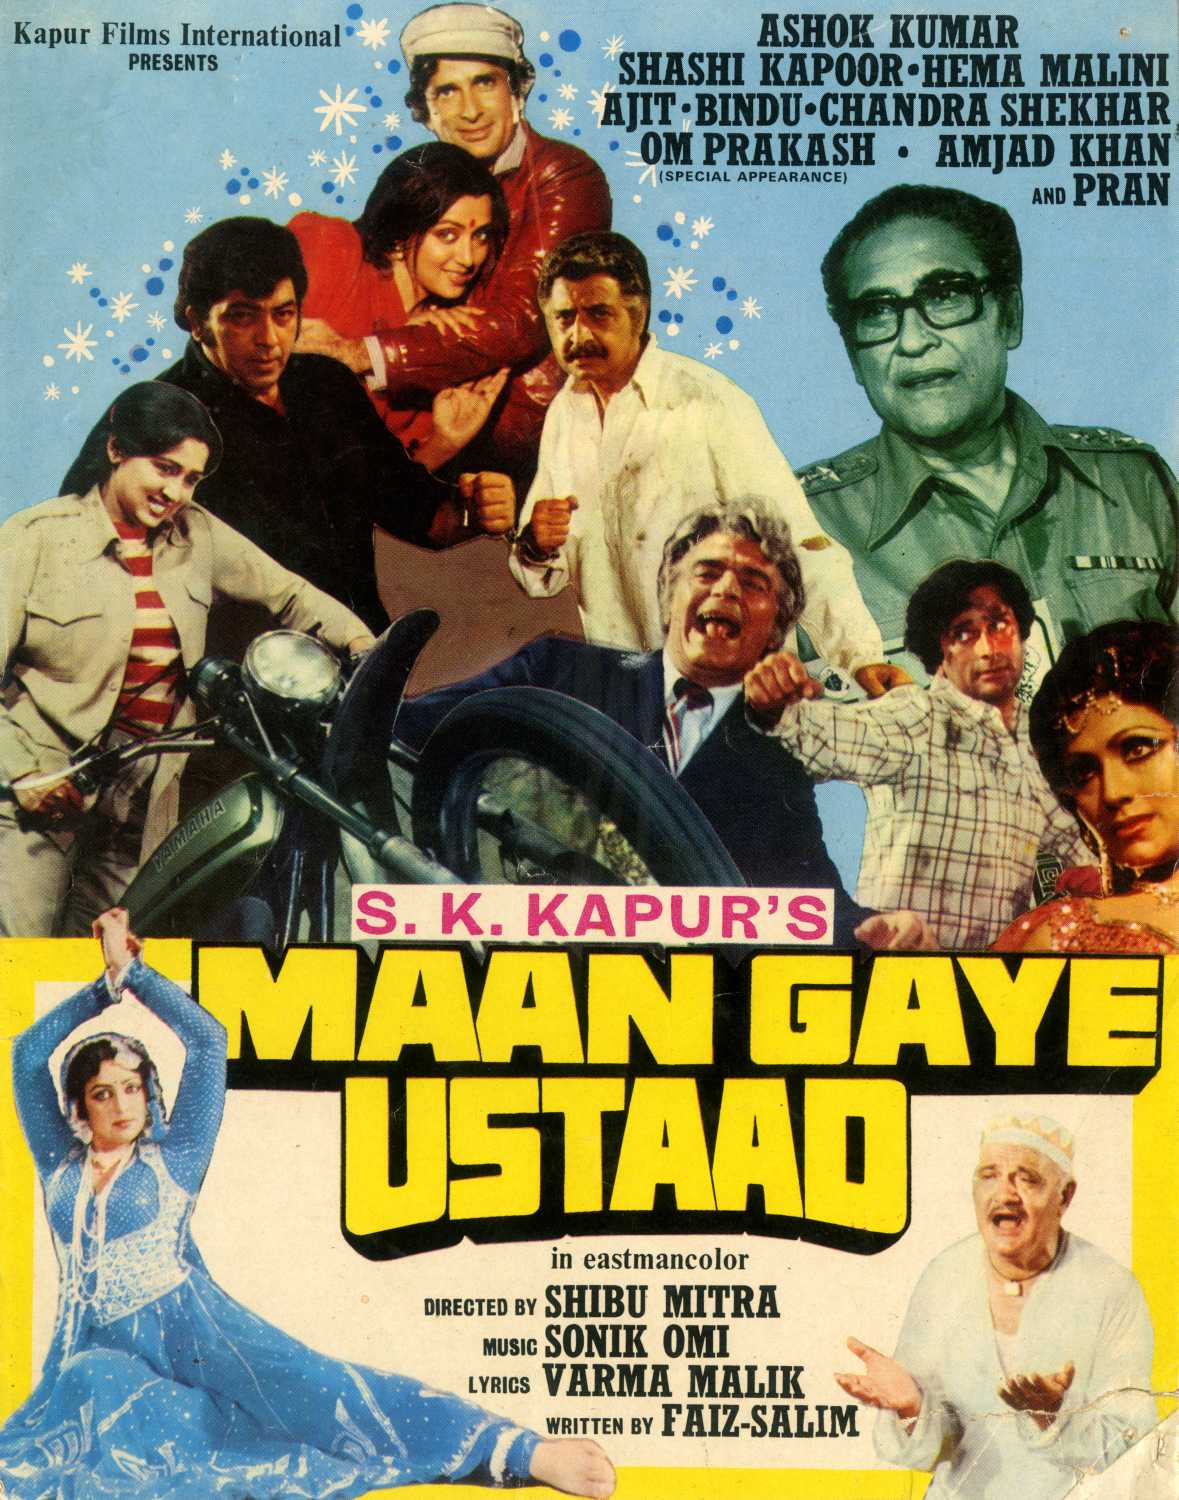 Kapur Films International
PRESENTS
ASHOK KUMAR
SHASHI KAPOOR•HEMA MALINI
AJIT•BINDU•CHANDRA SHEKHAR
OM PRAKASH • AMJAD KHAN
(SPECIAL APPEARANCE)
AND PRAN
YAMAHA
S. K. KAPUR'S
MAAN GAYE
USTAAD
in eastmancolor
DIRECTED BY SHIBU MITRA
MUSIC SONIK OMI
LYRICS VARMA MALIK
WRITTEN BY FAIZ-SALIM